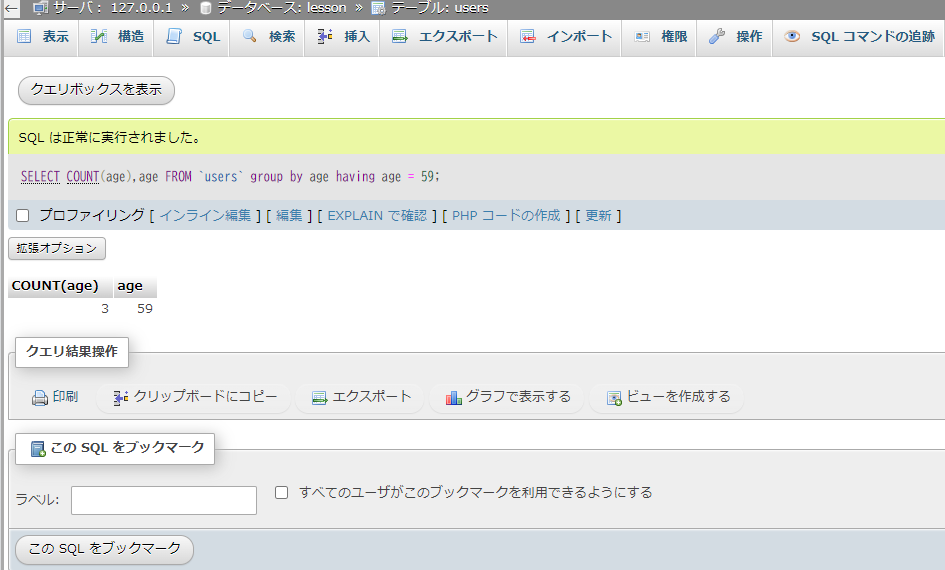 サーバ: 127.0.0.1 » データベース: lesson » テーブル: users
表示 構造 SQL 検索 挿入 エクスポート インポート 権限 操作 SQL コマンドの追跡
クエリボックスを表示
SQL は正常に実行されました。
SELECT COUNT(age),age FROM `users` group by age having age = 59;
プロファイリング [ インライン編集 ] [ 編集 ] [ EXPLAIN で確認 ] [ PHP コードの作成 ] [ 更新 ]
拡張オプション
COUNT(age) age
3 59
クエリ結果操作
印刷 クリップボードにコピー エクスポート グラフで表示する ビューを作成する
この SQL をブックマーク
ラベル: すべてのユーザがこのブックマークを利用できるようにする
この SQL をブックマーク